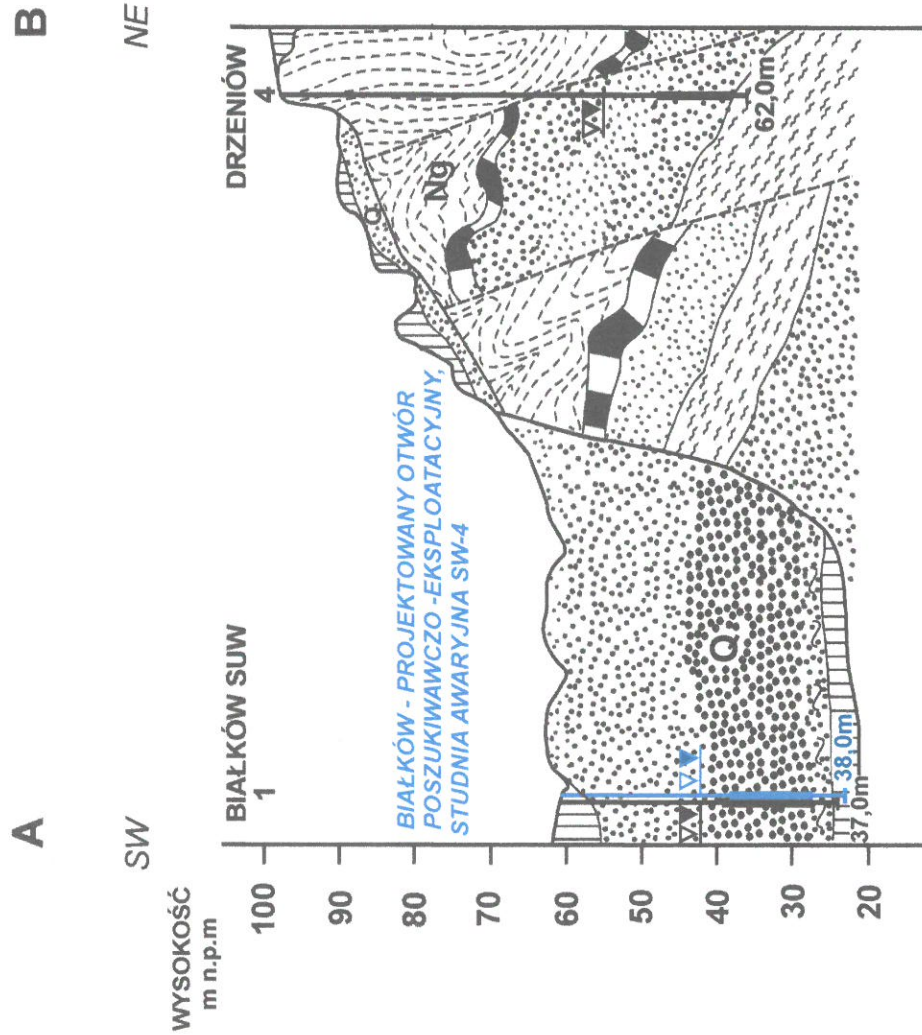 A
B
SW
NE
WYSOKOŚĆ
m n.p.m
BIAŁKÓW SUW
1
DRZENIÓW
4
BIAŁKÓW - PROJEKTOWANY OTWÓR
POSZUKIWAWCZO -EKSPLOATACYJNY,
STUDNIA AWARYJNA SW-4
100
90
80
70
60
50
40
30
20
Q
Ng
Q
62,0m
37,0m
38,0m